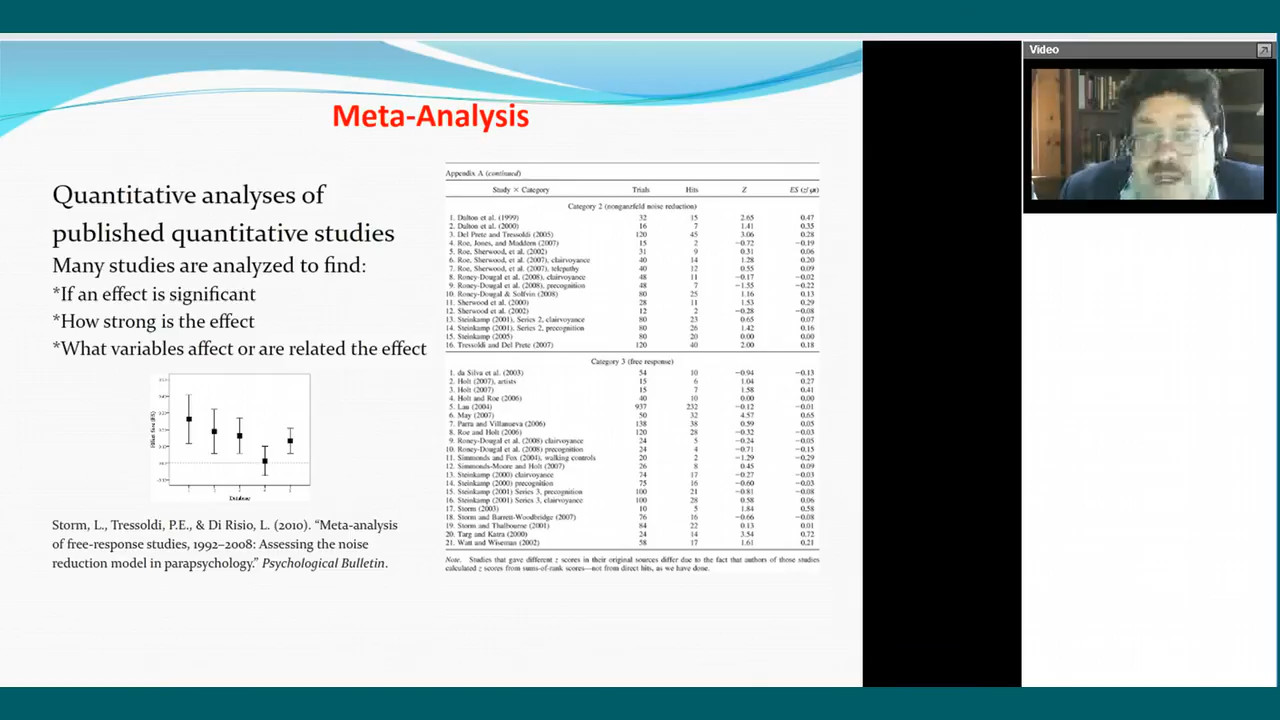 Video
Meta-Analysis
Quantitative analyses of
published quantitative studies
Many studies are analyzed to find:
*If an effect is significant
*How strong is the effect
*What variables affect or are related the effect
Database
Storm, L., Tressoldi, P.E., & Di Risio, L. (2010). “Meta-analysis
of free-response studies, 1992–2008: Assessing the noise
reduction model in parapsychology.” Psychological Bulletin.
Appendix A (continued)
Study × Category Trials Hits Z ES (z/√n)
Category 2 (nonganzfeld noise reduction)
1. Dalton et al. (1999) 32 15 2.65 0.47
2. Dalton et al. (2000) 16 7 1.41 0.35
3. Del Prete and Tressoldi (2005) 120 45 3.06 0.28
4. Roe, Jones, and Maddern (2007) 15 2 −0.72 −0.19
5. Roe, Sherwood, et al. (2002) 31 9 0.31 0.06
6. Roe, Sherwood, et al. (2007), clairvoyance 40 14 1.28 0.20
7. Roe, Sherwood, et al. (2007), telepathy 40 12 0.55 0.09
8. Roney-Dougal et al. (2008), clairvoyance 48 11 −0.17 −0.02
9. Roney-Dougal et al. (2008), precognition 48 7 −1.55 −0.22
10. Roney-Dougal & Solfvin (2008) 80 25 1.16 0.13
11. Sherwood et al. (2000) 28 11 1.53 0.29
12. Sherwood et al. (2002) 12 2 −0.28 −0.08
13. Steinkamp (2001), Series 2, clairvoyance 80 23 0.65 0.07
14. Steinkamp (2001), Series 2, precognition 80 26 1.42 0.16
15. Steinkamp (2005) 80 20 0.00 0.00
16. Tressoldi and Del Prete (2007) 120 40 2.00 0.18
Category 3 (free response)
1. da Silva et al. (2003) 54 10 −0.94 −0.13
2. Holt (2007), artists 15 6 1.04 0.27
3. Holt (2007) 15 7 1.58 0.41
4. Holt and Roe (2006) 40 10 0.00 0.00
5. Lau (2004) 937 232 −0.12 −0.01
6. May (2007) 50 32 4.57 0.65
7. Parra and Villanueva (2006) 138 38 0.59 0.05
8. Roe and Holt (2006) 120 28 −0.32 −0.03
9. Roney-Dougal et al. (2008) clairvoyance 24 5 −0.24 −0.05
10. Roney-Dougal et al. (2008) precognition 24 4 −0.71 −0.15
11. Simmonds and Fox (2004), walking controls 20 2 −1.29 −0.29
12. Simmonds-Moore and Holt (2007) 26 8 0.45 0.09
13. Steinkamp (2000) clairvoyance 74 17 −0.27 −0.03
14. Steinkamp (2000) precognition 75 16 −0.60 −0.03
15. Steinkamp (2001) Series 3, precognition 100 21 −0.81 −0.08
16. Steinkamp (2001) Series 3, clairvoyance 100 28 0.58 0.06
17. Storm (2003) 10 5 1.84 0.58
18. Storm and Barrett-Woodbridge (2007) 76 16 −0.66 −0.08
19. Storm and Thalbourne (2001) 84 22 0.13 0.01
20. Targ and Katra (2000) 24 14 3.54 0.72
21. Watt and Wiseman (2002) 58 17 1.61 0.21
Note. Studies that gave different z scores in their original sources differ due to the fact that authors of those studies
calculated z scores from sums-of-rank scores—not from direct hits, as we have done.